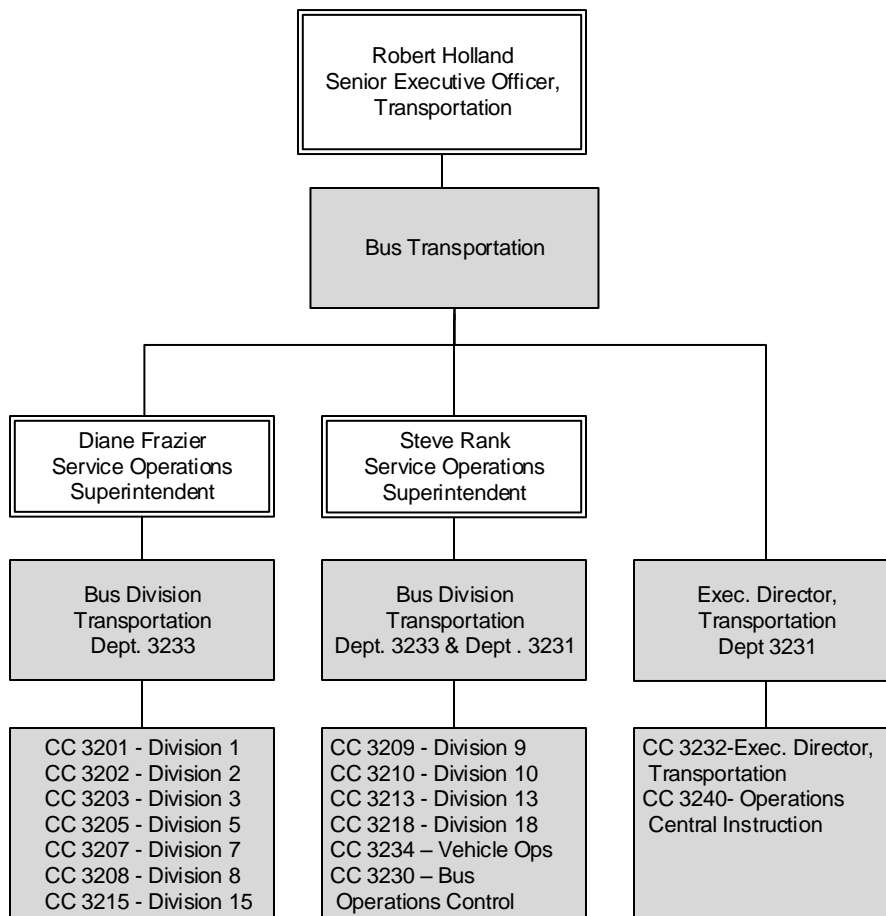 Robert Holland
Senior Executive Officer,
Transportation
Bus Transportation
Diane Frazier
Service Operations
Superintendent
Steve Rank
Service Operations
Superintendent
Bus Division
Transportation
Dept. 3233
Bus Division
Transportation
Dept. 3233 & Dept . 3231
Exec. Director,
Transportation
Dept 3231
CC 3201 - Division 1
CC 3202 - Division 2
CC 3203 - Division 3
CC 3205 - Division 5
CC 3207 - Division 7
CC 3208 - Division 8
CC 3215 - Division 15
CC 3209 - Division 9
CC 3210 - Division 10
CC 3213 - Division 13
CC 3218 - Division 18
CC 3234 – Vehicle Ops
CC 3230 – Bus
Operations Control
CC 3232-Exec. Director,
Transportation
CC 3240- Operations
Central Instruction